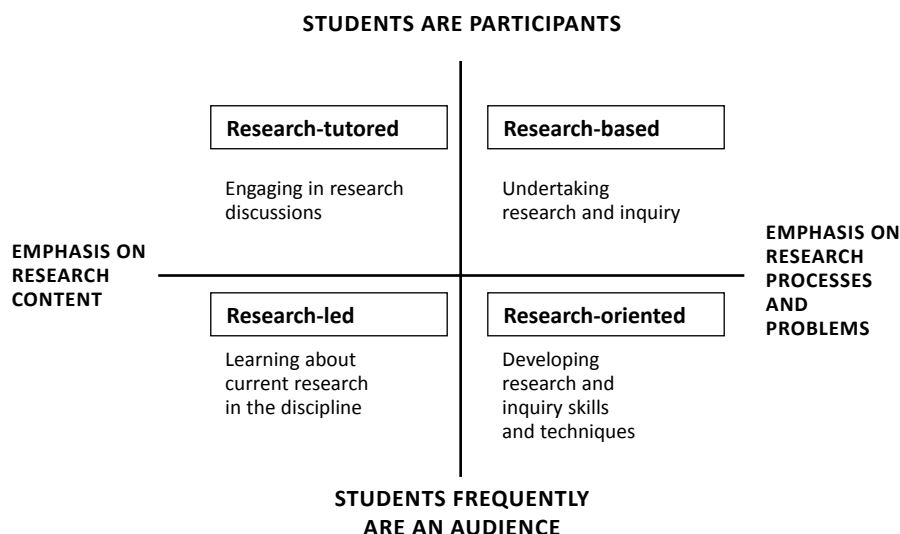 STUDENTS ARE PARTICIPANTS
Research-tutored
Engaging in research
discussions
Research-based
Undertaking
research and inquiry
EMPHASIS ON
RESEARCH
CONTENT
EMPHASIS ON
RESEARCH
PROCESSES
AND
PROBLEMS
Research-led
Learning about
current research
in the discipline
Research-oriented
Developing
research and
inquiry skills
and techniques
STUDENTS FREQUENTLY
ARE AN AUDIENCE